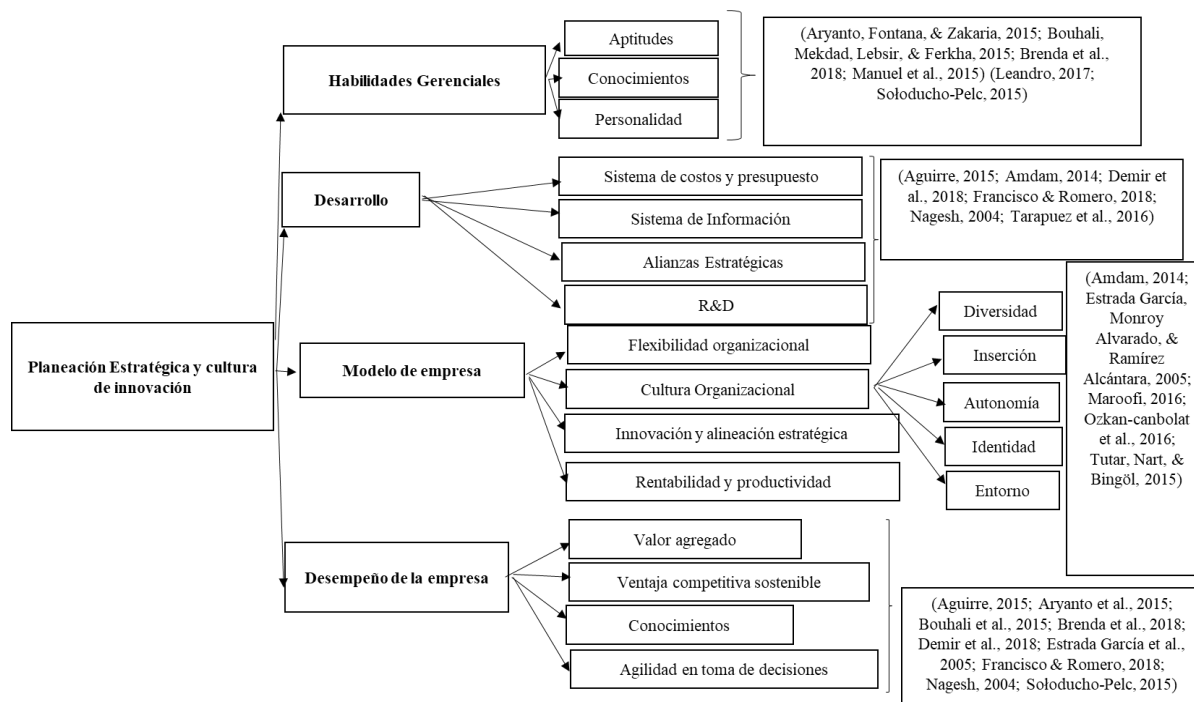 Habilidades Gerenciales
Aptitudes
Conocimientos
Personalidad
(Aryanto, Fontana, & Zakaria, 2015; Bouhali,
Mekdad, Lebsir, & Ferkha, 2015; Brenda et al.,
2018; Manuel et al., 2015) (Leandro, 2017;
Sołoducho-Pelc, 2015)
Desarrollo
Sistema de costos y presupuesto
Sistema de Información
Alianzas Estratégicas
R&D
(Aguirre, 2015; Amdam, 2014; Demir et
al., 2018; Francisco & Romero, 2018;
Nagesh, 2004; Tarapuez et al., 2016)
Planeación Estratégica y cultura
de innovación
Modelo de empresa
Flexibilidad organizacional
Cultura Organizacional
Innovación y alineación estratégica
Rentabilidad y productividad
Diversidad
Inserción
Autonomía
Identidad
Entorno
(Amdam, 2014;
Estrada García,
Monroy
Alvarado, &
Ramírez
Alcántara, 2005;
Maroofi, 2016;
Ozkan-canbolat
et al., 2016;
Tutar, Nart, &
Bingöl, 2015)
Desempeño de la empresa
Valor agregado
Ventaja competitiva sostenible
Conocimientos
Agilidad en toma de decisiones
(Aguirre, 2015; Aryanto et al., 2015;
Bouhali et al., 2015; Brenda et al., 2018;
Demir et al., 2018; Estrada García et al.,
2005; Francisco & Romero, 2018;
Nagesh, 2004; Sołoducho-Pelc, 2015)